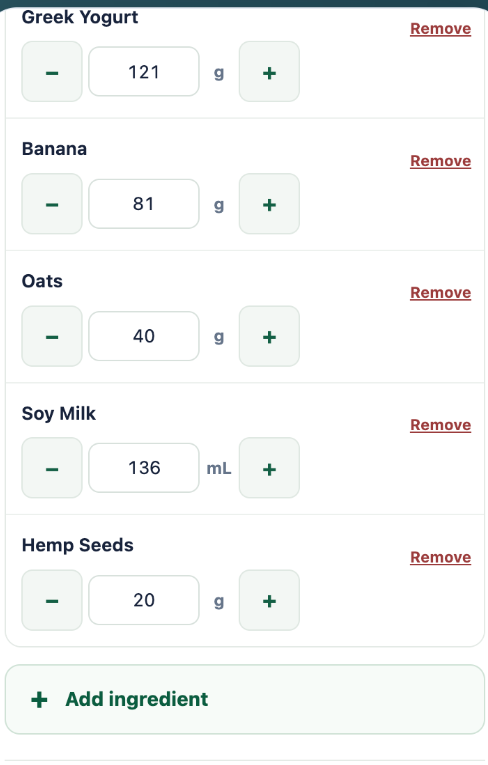 Greek Yogurt
Remove
− 121 g +
Banana
Remove
− 81 g +
Oats
Remove
− 40 g +
Soy Milk
Remove
− 136 mL +
Hemp Seeds
Remove
− 20 g +
+ Add ingredient